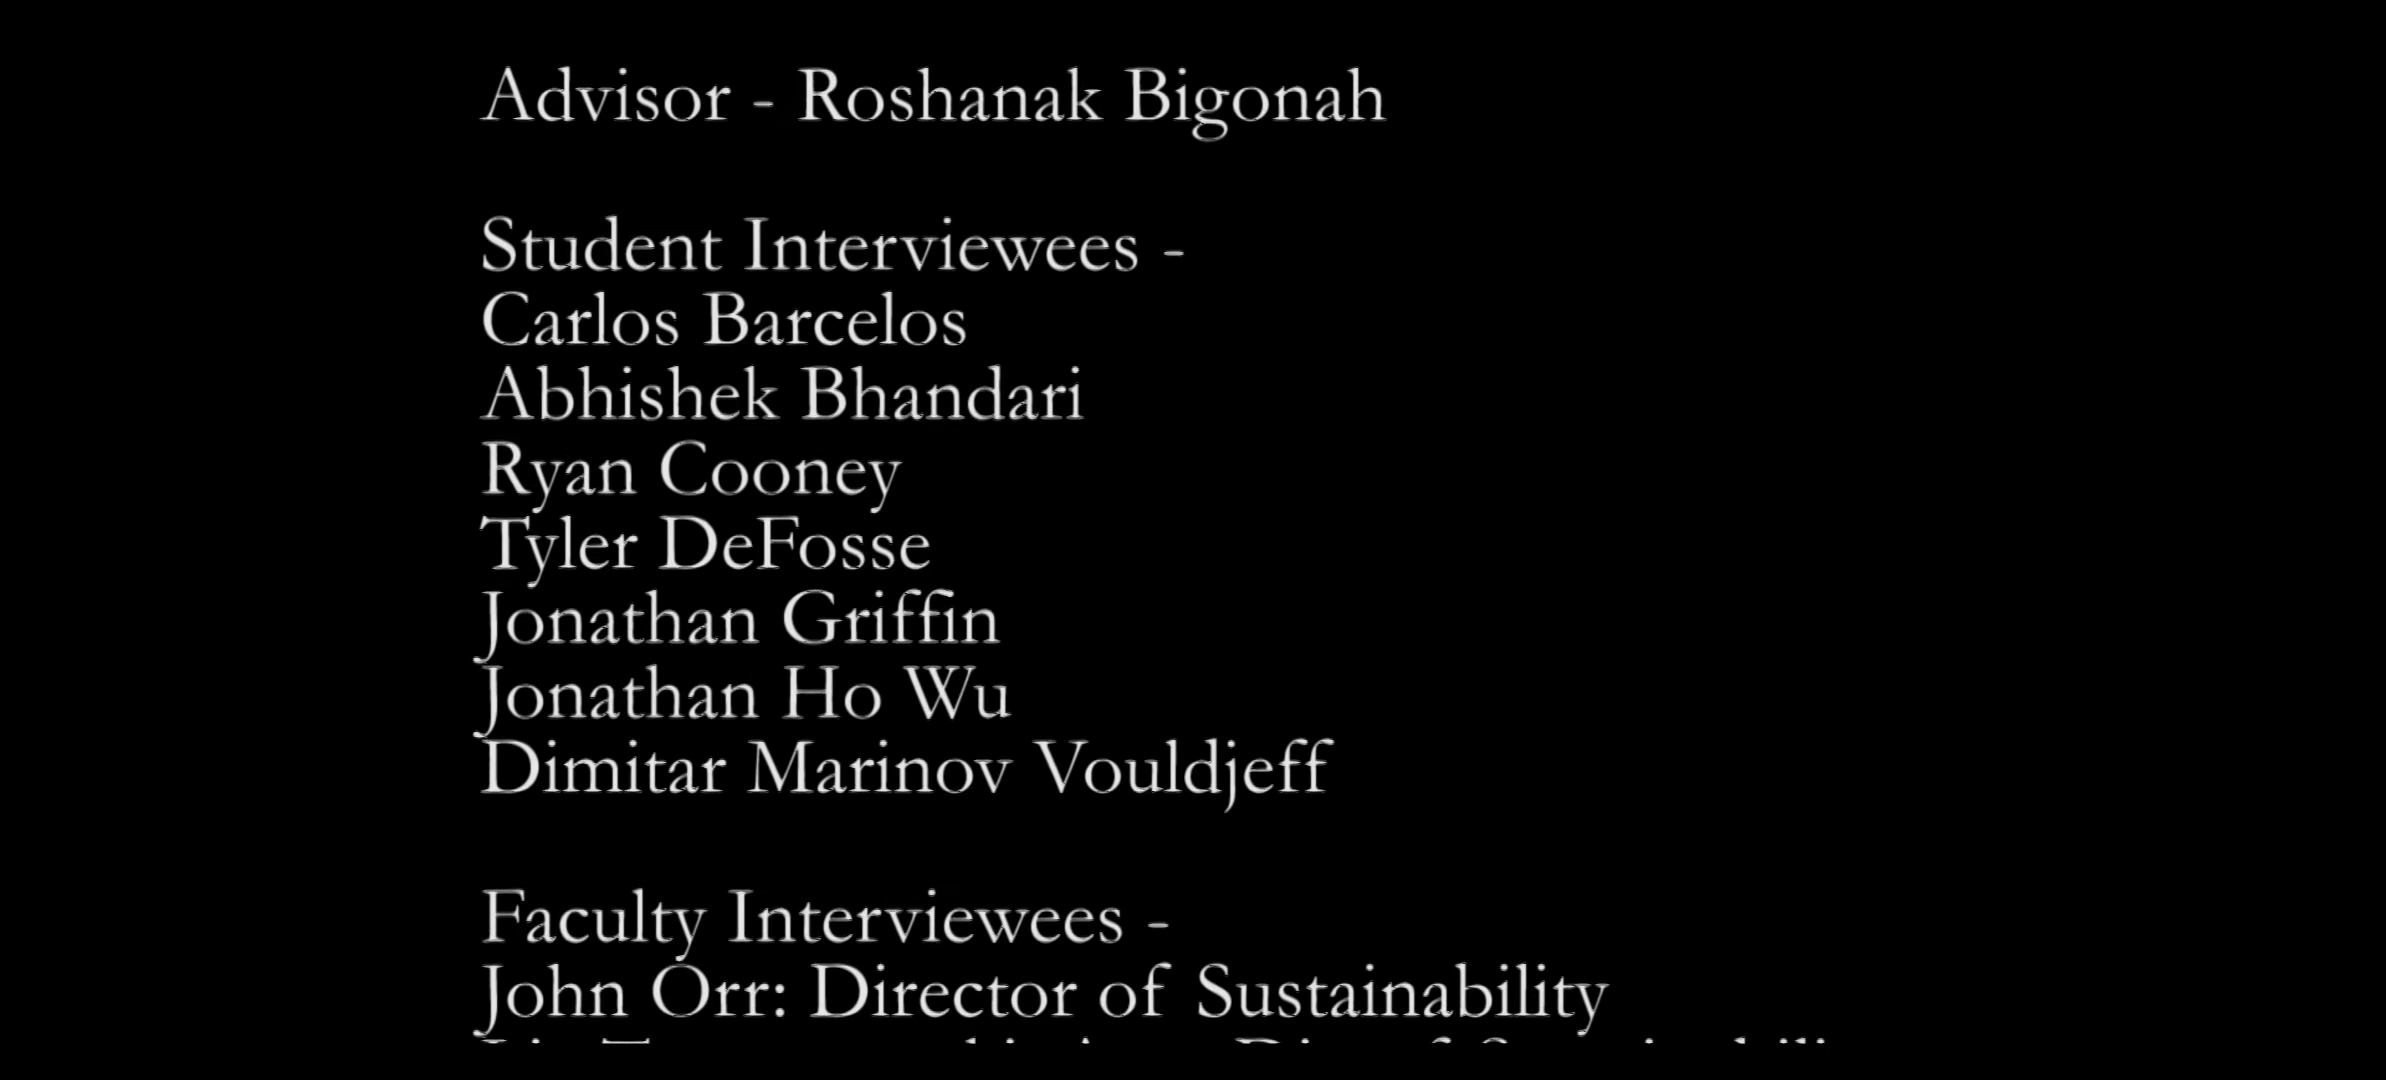 Advisor - Roshanak Bigonah
Student Interviewees -
Carlos Barcelos
Abhishek Bhandari
Ryan Cooney
Tyler DeFosse
Jonathan Griffin
Jonathan Ho Wu
Dimitar Marinov Vouldjeff
Faculty Interviewees -
John Orr: Director of Sustainability